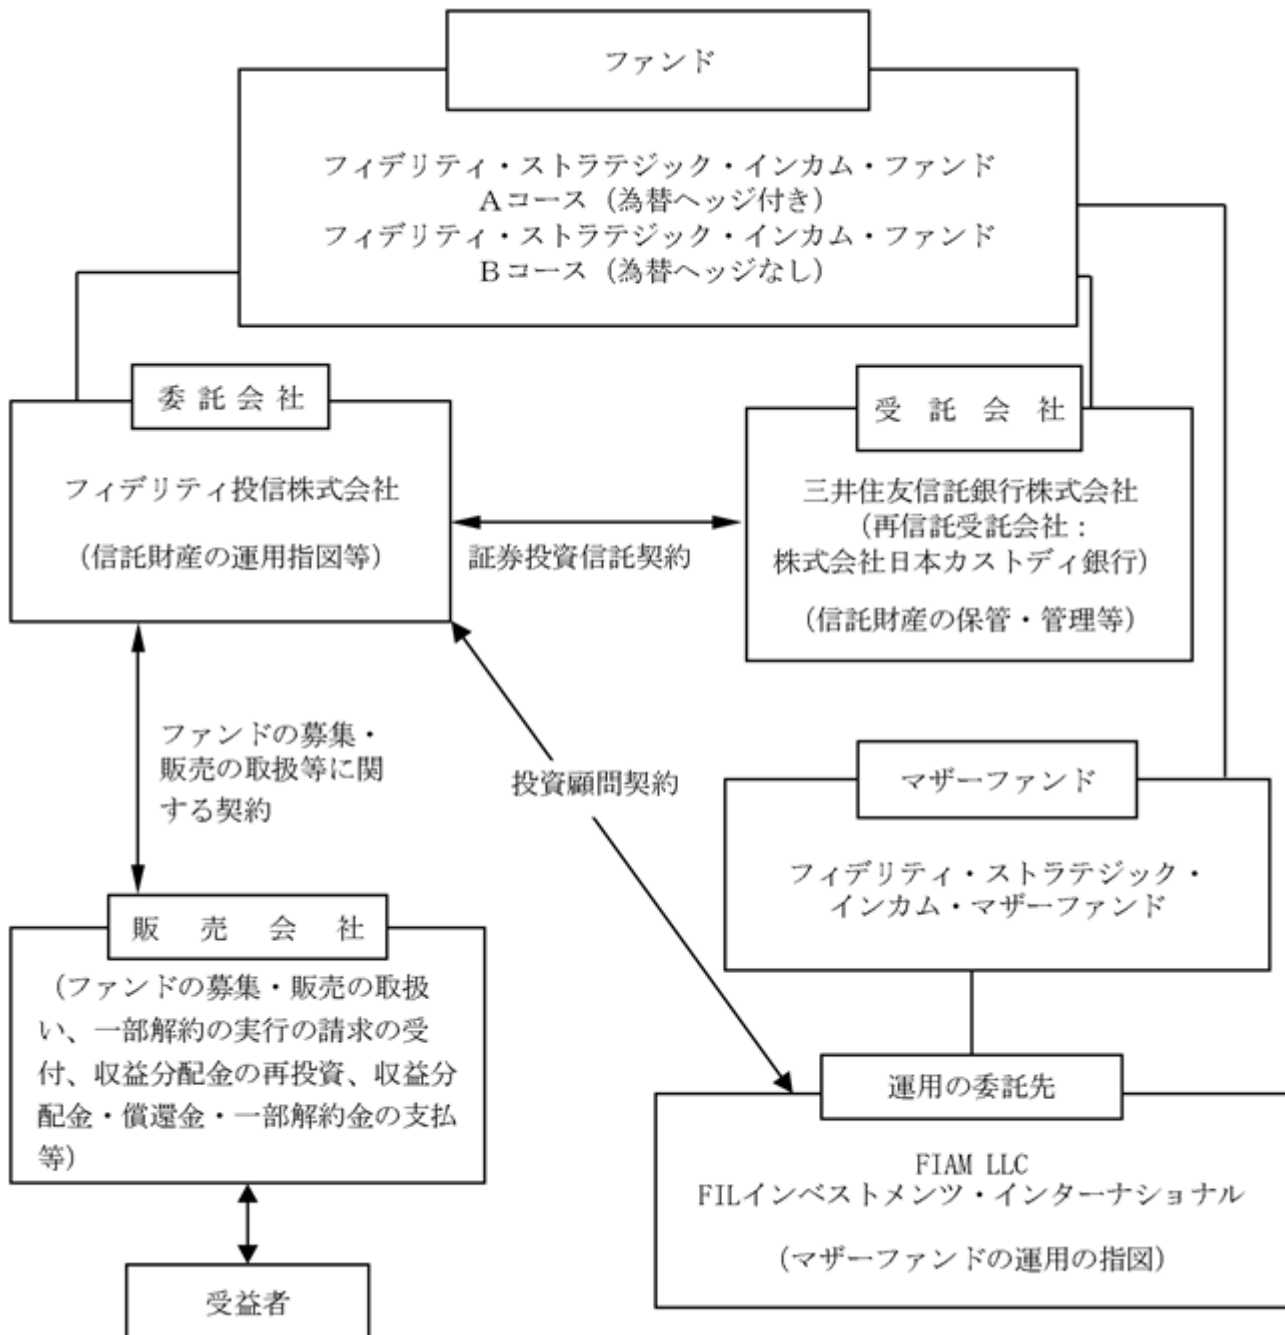 ファンド
フィデリティ・ストラテジック・インカム・ファンド
Aコース（為替ヘッジ付き）
フィデリティ・ストラテジック・インカム・ファンド
Bコース（為替ヘッジなし）
委託会社
フィデリティ投信株式会社
（信託財産の運用指図等）
証券投資信託契約
受託会社
三井住友信託銀行株式会社
（再信託受託会社：
株式会社日本カストディ銀行）
（信託財産の保管・管理等）
ファンドの募集・
販売の取扱等に関
する契約
投資顧問契約
マザーファンド
フィデリティ・ストラテジック・
インカム・マザーファンド
販売会社
（ファンドの募集・販売の取扱
い、一部解約の実行の請求の受
付、収益分配金の再投資、収益分
配金・償還金・一部解約金の支払
等）
運用の委託先
FIAM LLC
FILインベストメンツ・インターナショナル
（マザーファンドの運用の指図）
受益者